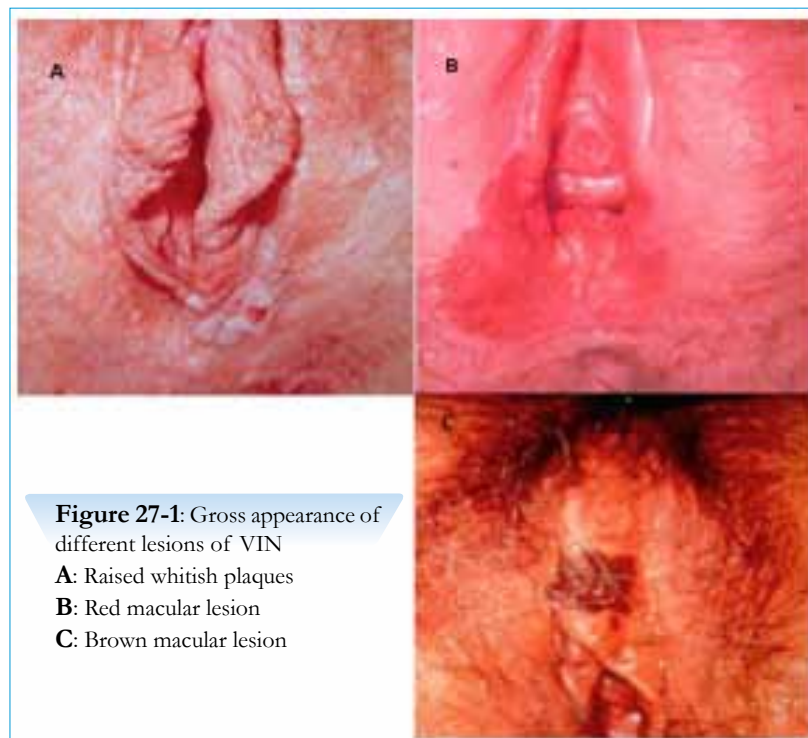 A
B
C
Figure 27-1: Gross appearance of
different lesions of VIN
A: Raised whitish plaques
B: Red macular lesion
C: Brown macular lesion